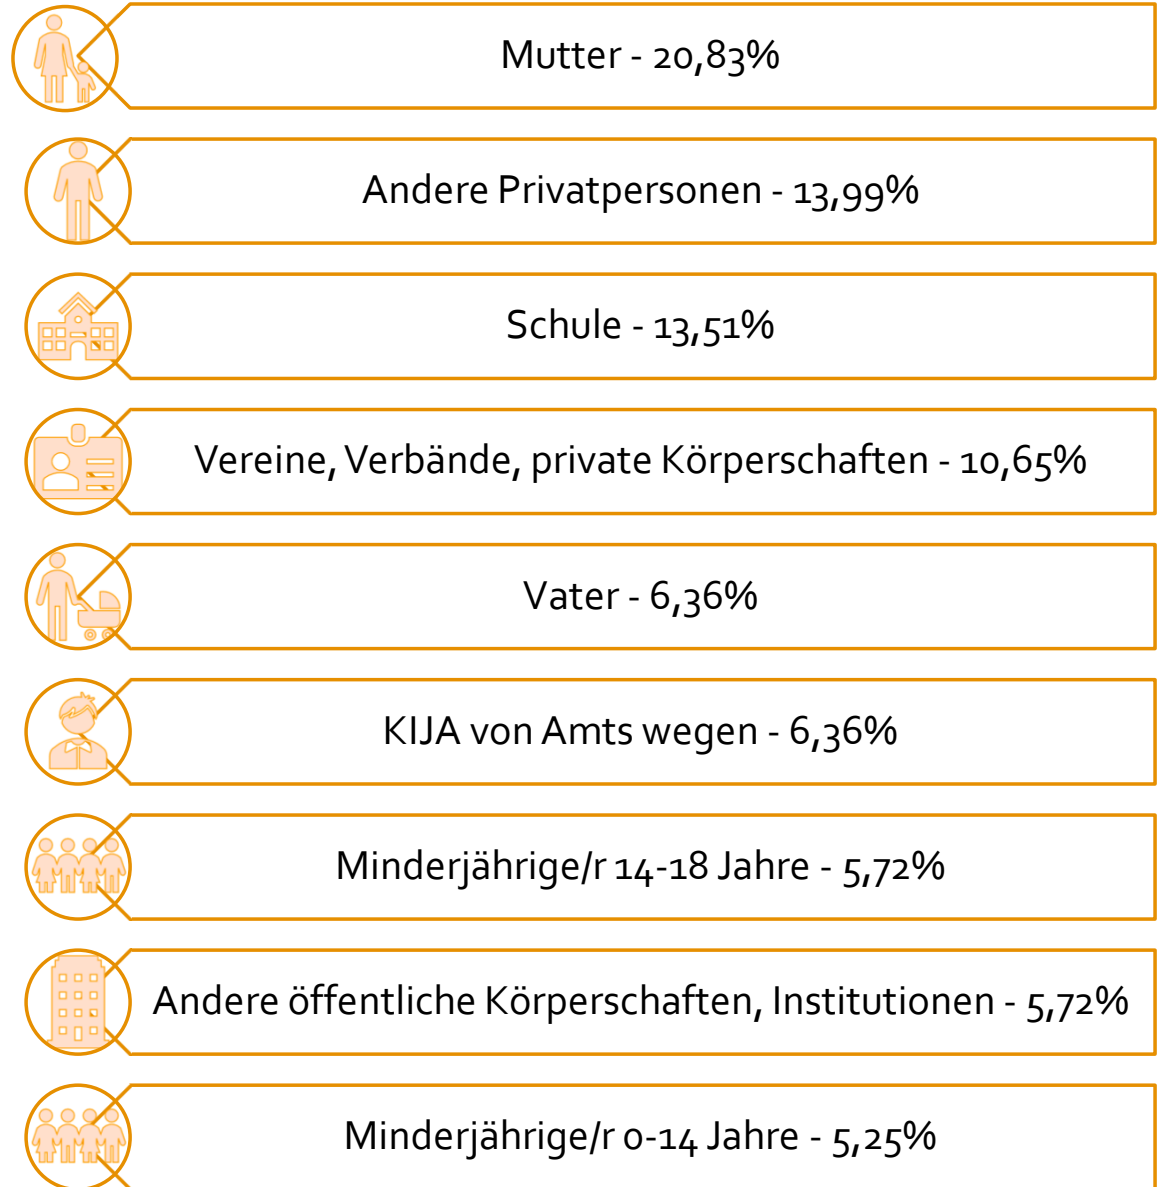 Mutter - 20,83%
Andere Privatpersonen - 13,99%
Schule - 13,51%
Vereine, Verbände, private Körperschaften - 10,65%
Vater - 6,36%
KIJA von Amts wegen - 6,36%
Minderjährige/r 14-18 Jahre - 5,72%
Andere öffentliche Körperschaften, Institutionen - 5,72%
Minderjährige/r 0-14 Jahre - 5,25%